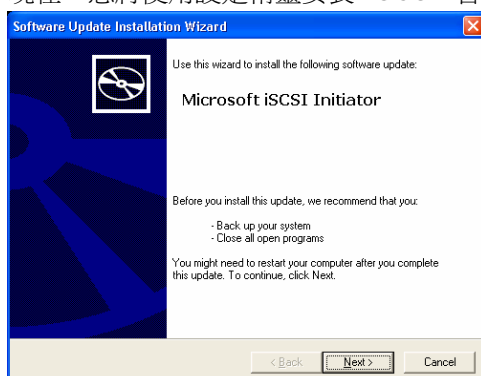 Software Update Installation Wizard
Use this wizard to install the following software update:
Microsoft iSCSI Initiator
Before you install this update, we recommend that you:
- Back up your system
- Close all open programs
You might need to restart your computer after you complete
this update. To continue, click Next.
< Back
Next >
Cancel